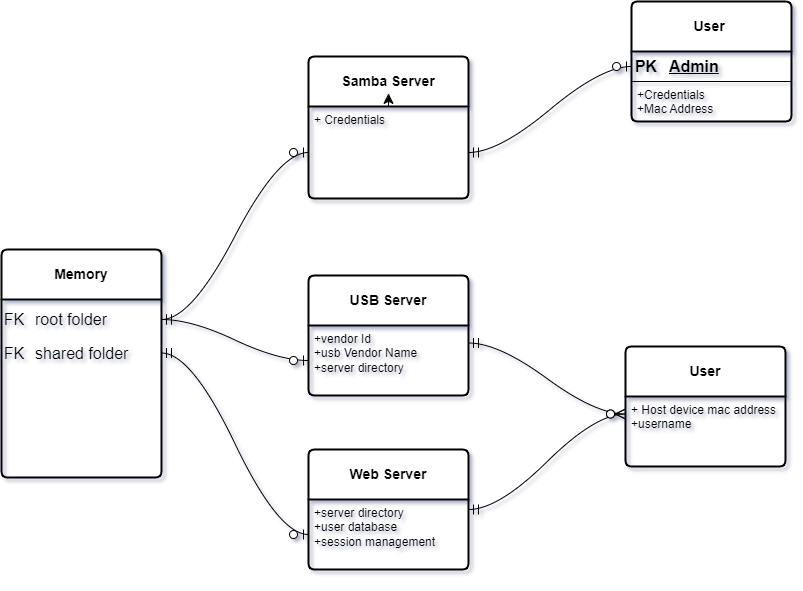 User
PK Admin
+Credentials
+Mac Address
Samba Server
+ Credentials
Memory
FK root folder
FK shared folder
USB Server
+vendor Id
+usb Vendor Name
+server directory
User
+ Host device mac address
+username
Web Server
+server directory
+user database
+session management